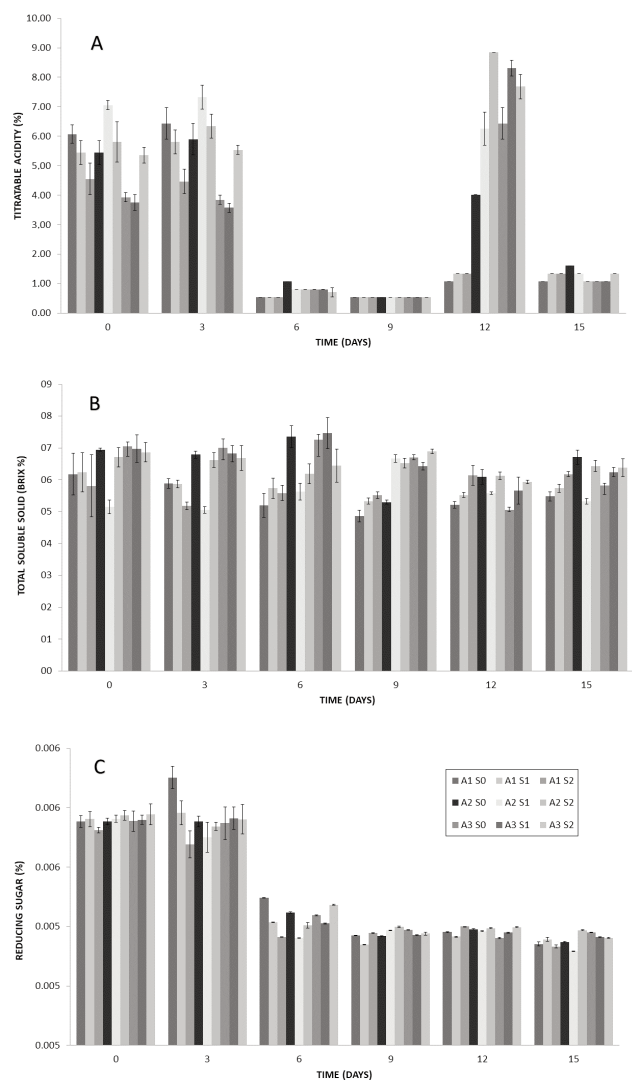 A
TITRATABLE ACIDITY (%)
10.00
9.00
8.00
7.00
6.00
5.00
4.00
3.00
2.00
1.00
0.00
0 3 6 9 12 15
TIME (DAYS)
B
TOTAL SOLUBLE SOLID (BRIX %)
09
08
07
06
05
04
03
02
01
00
0 3 6 9 12 15
TIME (DAYS)
C
REDUCING SUGAR (%)
0.006
0.006
0.006
0.005
0.005
0.005
A1 S0 A1 S1 A1 S2
A2 S0 A2 S1 A2 S2
A3 S0 A3 S1 A3 S2
0 3 6 9 12 15
TIME (DAYS)